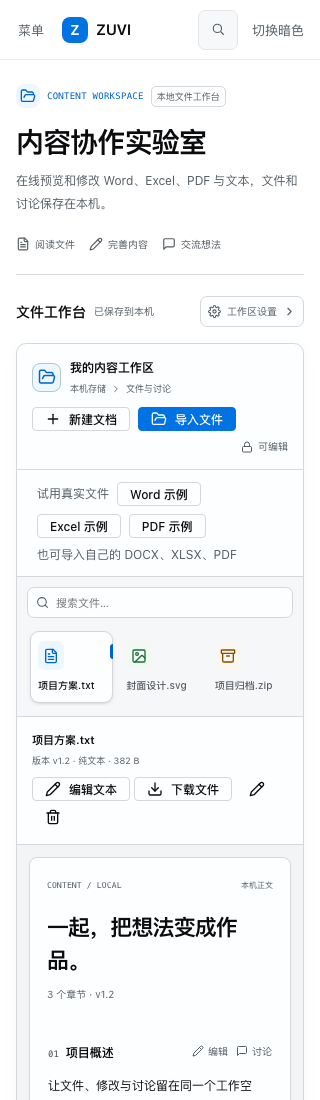 菜单 Z ZUVI 切换暗色
CONTENT WORKSPACE 本地文件工作台
内容协作实验室
在线预览和修改 Word、Excel、PDF 与文本，文件和
讨论保存在本机。
阅读文件 完善内容 交流想法
文件工作台 已保存到本机 工作区设置
我的内容工作区
本机存储 > 文件与讨论
新建文档 导入文件
可编辑
试用真实文件 Word 示例
Excel 示例 PDF 示例
也可导入自己的 DOCX、XLSX、PDF
搜索文件...
项目方案.txt 封面设计.svg 项目归档.zip
项目方案.txt
版本 v1.2 · 纯文本 · 382 B
编辑文本 下载文件
CONTENT / LOCAL 本机正文
一起，把想法变成作
品。
3 个章节 · v1.2
01 项目概述 编辑 讨论
让文件、修改与讨论留在同一个工作空